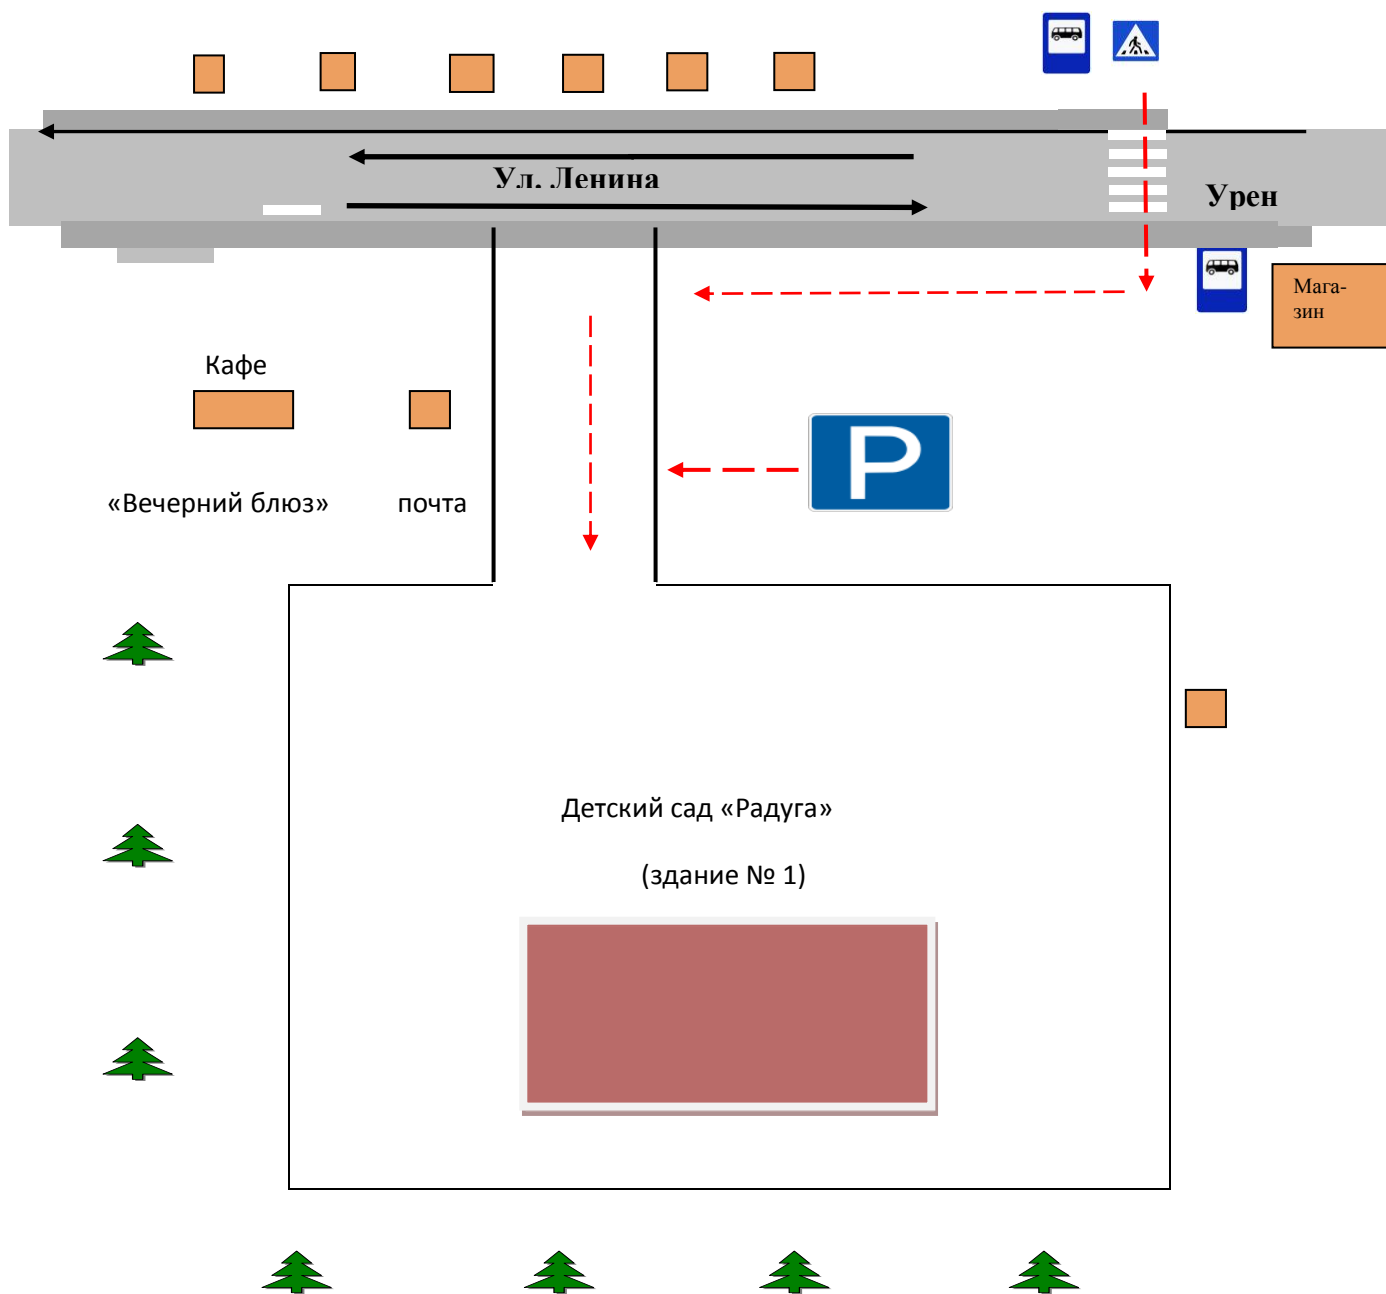 Ул. Ленина
Урен
Мага-
зин
Кафе
P
«Вечерний блюз» почта
Детский сад «Радуга»
(здание № 1)